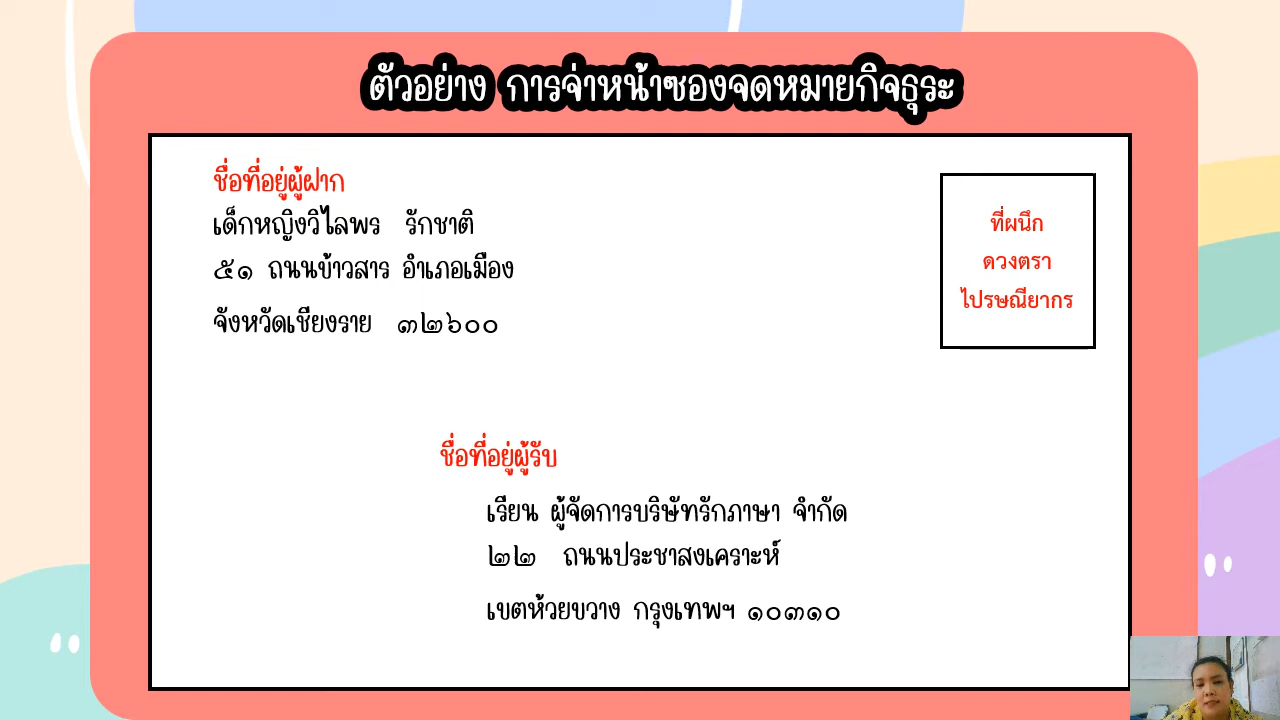 ตัวอย่าง การจ่าหน้าซองจดหมายกิจธุระ
ชื่อที่อยู่ผู้ฝาก
เด็กหญิงวิไลพร รักชาติ
๕๑ ถนนข้าวสาร อำเภอเมือง
จังหวัดเชียงราย ๓๒๖๐๐
ที่ผนึก
ดวงตรา
ไปรษณียากร
ชื่อที่อยู่ผู้รับ
เรียน ผู้จัดการบริษัทรักภาษา จำกัด
๒๒ ถนนประชาสงเคราะห์
เขตห้วยขวาง กรุงเทพฯ ๑๐๓๑๐